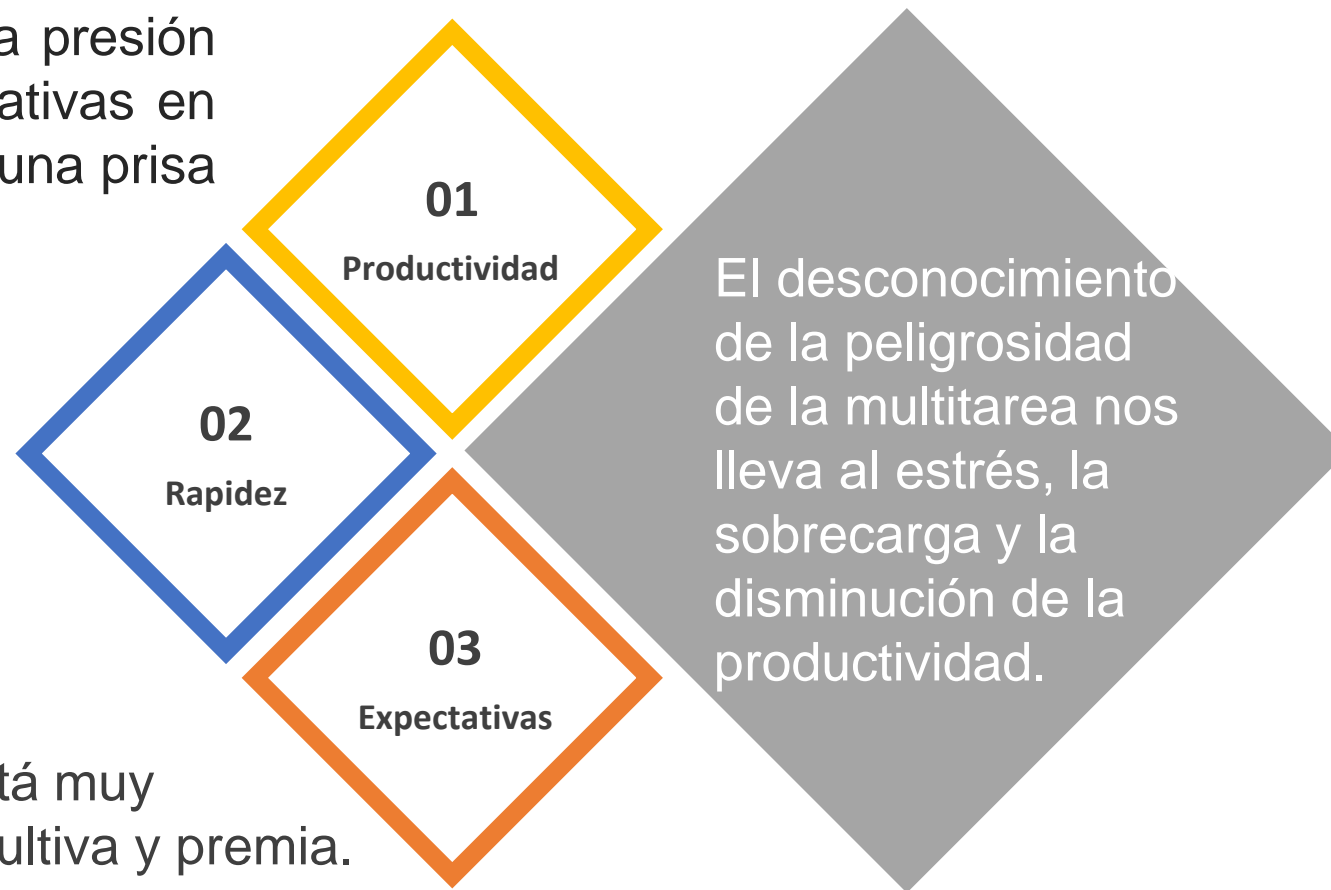 a presión
ativas en
una prisa
01
Productividad
02
Rapidez
03
Expectativas
El desconocimiento
de la peligrosidad
de la multitarea nos
lleva al estrés, la
sobrecarga y la
disminución de la
productividad.
tá muy
ultiva y premia.